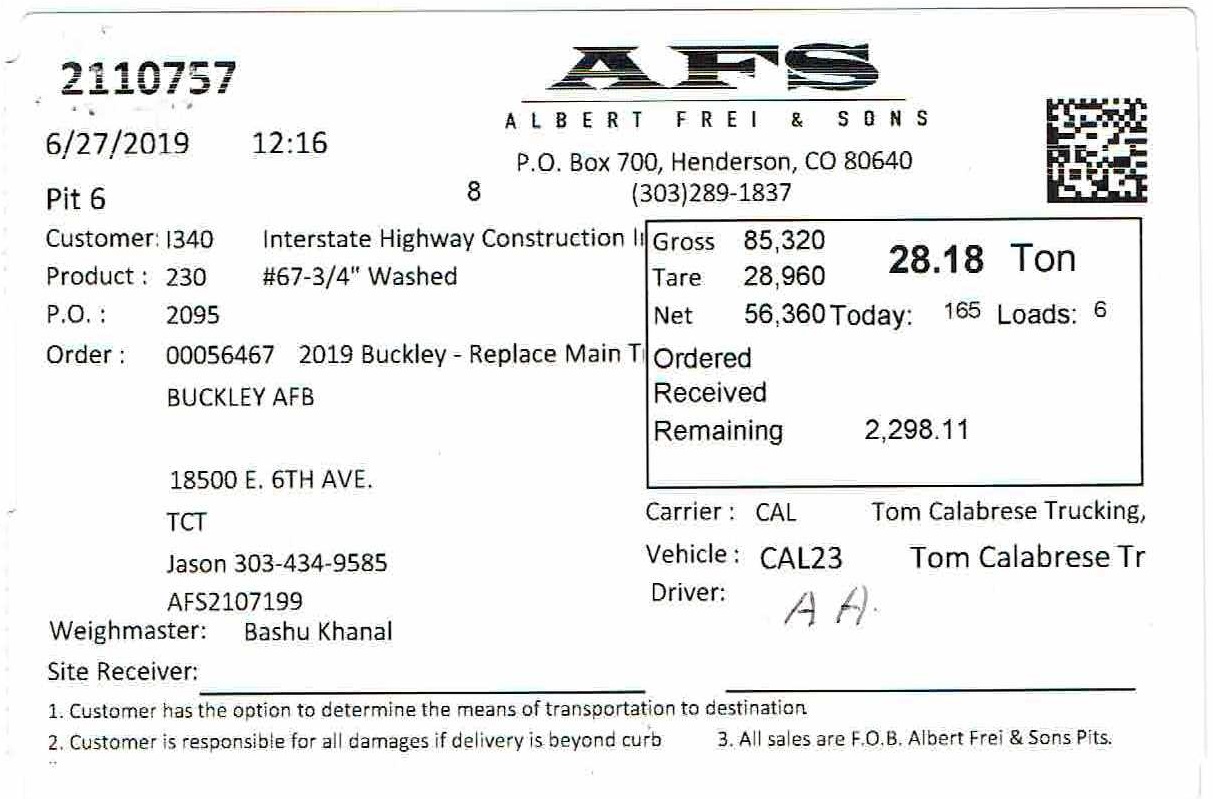 2110757
AFS
ALBERT FREI & SONS
6/27/2019 12:16
P.O. Box 700, Henderson, CO 80640
Pit 6 8 (303)289-1837
Customer: I340 Interstate Highway Construction I
Product : 230 #67-3/4" Washed
P.O. : 2095
Order : 00056467 2019 Buckley - Replace Main T
BUCKLEY AFB
18500 E. 6TH AVE.
TCT
Jason 303-434-9585
AFS2107199
Gross 85,320 28.18 Ton
Tare 28,960
Net 56,360 Today: 165 Loads: 6
Ordered
Received
Remaining 2,298.11
Carrier : CAL Tom Calabrese Trucking,
Vehicle : CAL23 Tom Calabrese Tr
Driver: A A.
Weighmaster: Bashu Khanal
Site Receiver:
1. Customer has the option to determine the means of transportation to destination
2. Customer is responsible for all damages if delivery is beyond curb 3. All sales are F.O.B. Albert Frei & Sons Pits.